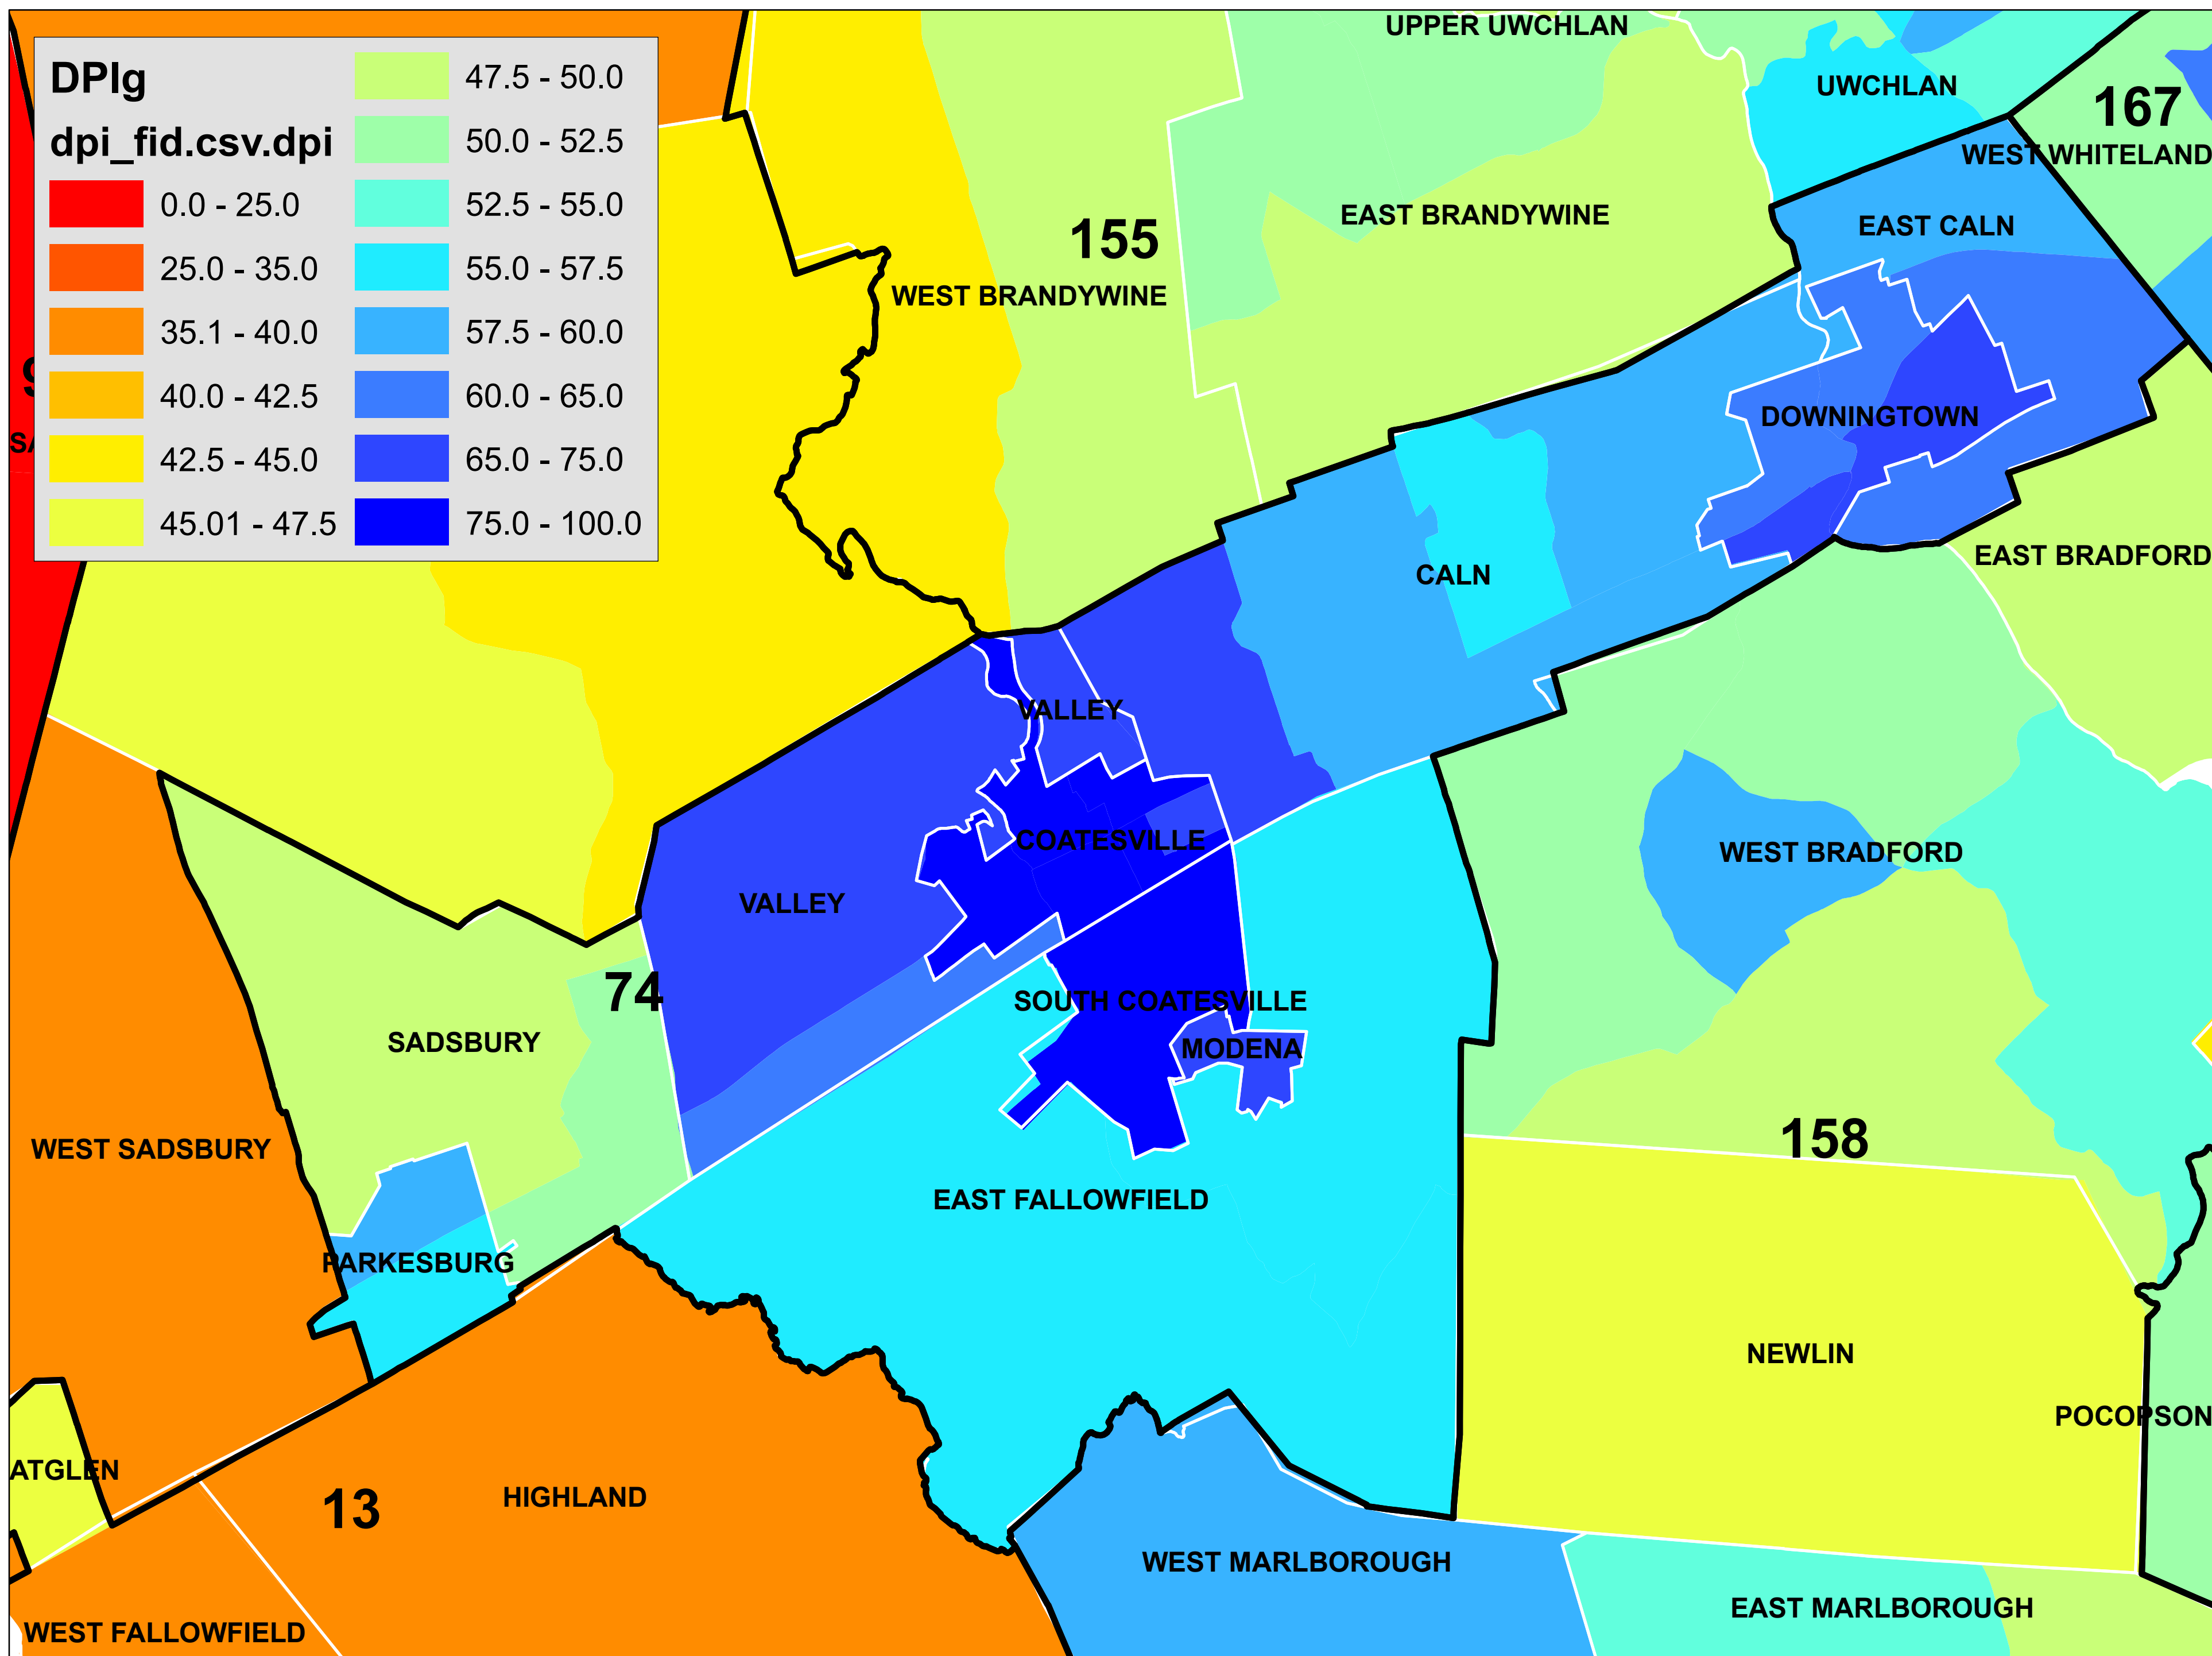 DPIg
dpi_fid.csv.dpi
0.0 - 25.0
25.0 - 35.0
35.1 - 40.0
40.0 - 42.5
42.5 - 45.0
45.01 - 47.5
47.5 - 50.0
50.0 - 52.5
52.5 - 55.0
55.0 - 57.5
57.5 - 60.0
60.0 - 65.0
65.0 - 75.0
75.0 - 100.0
UPPER UWCHLAN
UWCHLAN
167
WEST WHITELAND
EAST BRANDYWINE
EAST CALN
155
WEST BRANDYWINE
DOWNINGTOWN
EAST BRADFORD
CALN
VALLEY
COATESVILLE
WEST BRADFORD
VALLEY
74
SOUTH COATESVILLE
SADSBURY
MODENA
WEST SADSBURY
158
EAST FALLOWFIELD
PARKESBURG
NEWLIN
POCOPSON
ATGLEN
HIGHLAND
13
WEST MARLBOROUGH
EAST MARLBOROUGH
WEST FALLOWFIELD